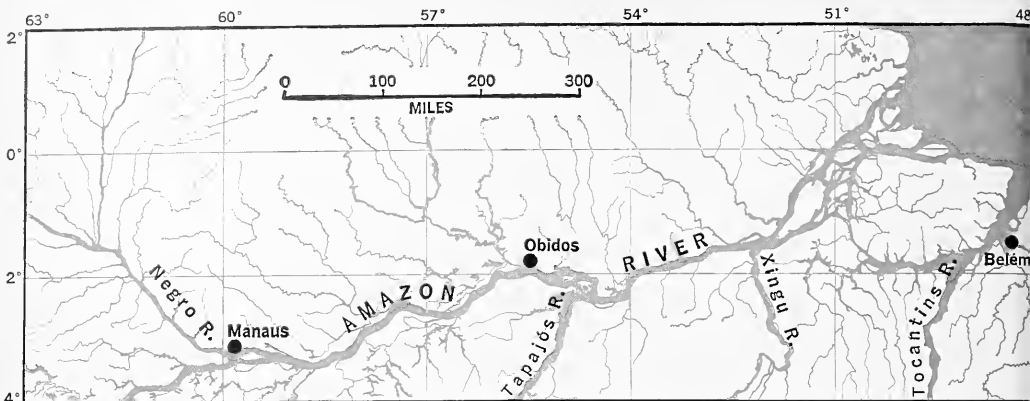 63° 60° 57° 54° 51° 48
2°
0 100 200 300
MILES
0°
Obidos
RIVER
Belém
2°
Negro R.
AMAZON
Xingu R.
Tocantins R.
Manaus
Tapajós R.
4°